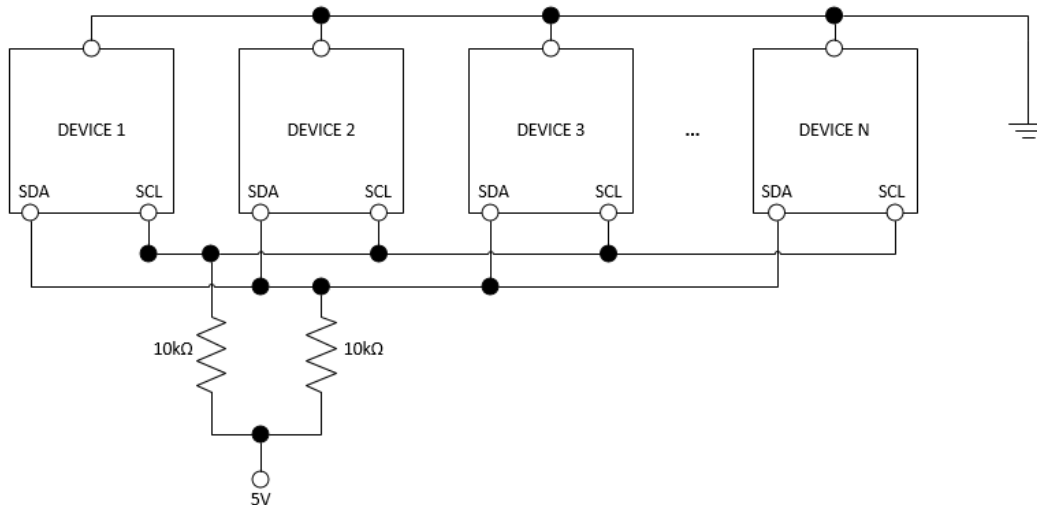 DEVICE 1
DEVICE 2
DEVICE 3
...
DEVICE N
SDA SCL
SDA SCL
SDA SCL
SDA SCL
10kΩ
10kΩ
5V